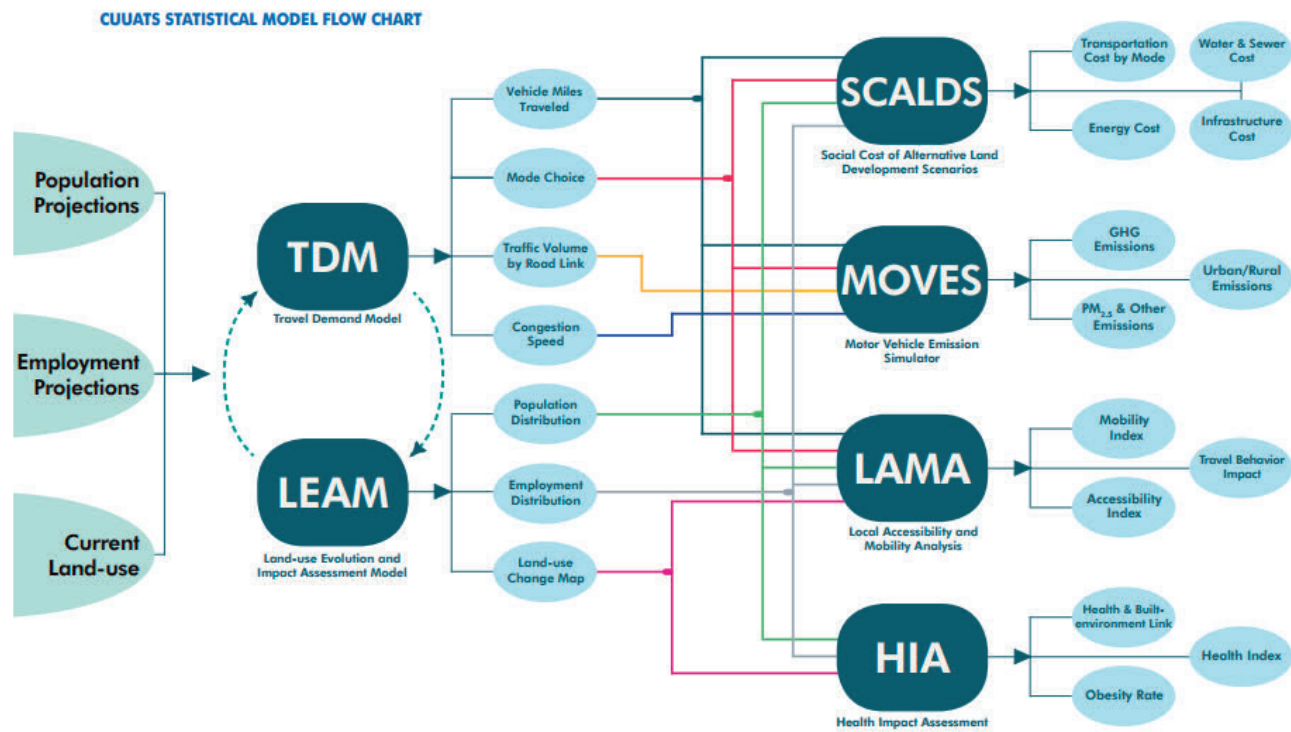 CUUATS STATISTICAL MODEL FLOW CHART
Population
Projections
Employment
Projections
Current
Land-use
TDM
Travel Demand Model
LEAM
Land-use Evolution and
Impact Assessment Model
Vehicle Miles
Traveled
Mode Choice
Traffic Volume
by Road Link
Congestion
Speed
Population
Distribution
Employment
Distribution
Land-use
Change Map
SCALDS
Social Cost of Alternative Land
Development Scenarios
MOVES
Motor Vehicle Emission
Simulator
LAMA
Local Accessibility and
Mobility Analysis
HIA
Health Impact Assessment
Transportation
Cost by Mode
Water & Sewer
Cost
Energy Cost
Infrastructure
Cost
GHG
Emissions
Urban/Rural
Emissions
PM2.5 & Other
Emissions
Mobility
Index
Travel Behavior
Impact
Accessibility
Index
Health & Built-
environment Link
Health Index
Obesity Rate